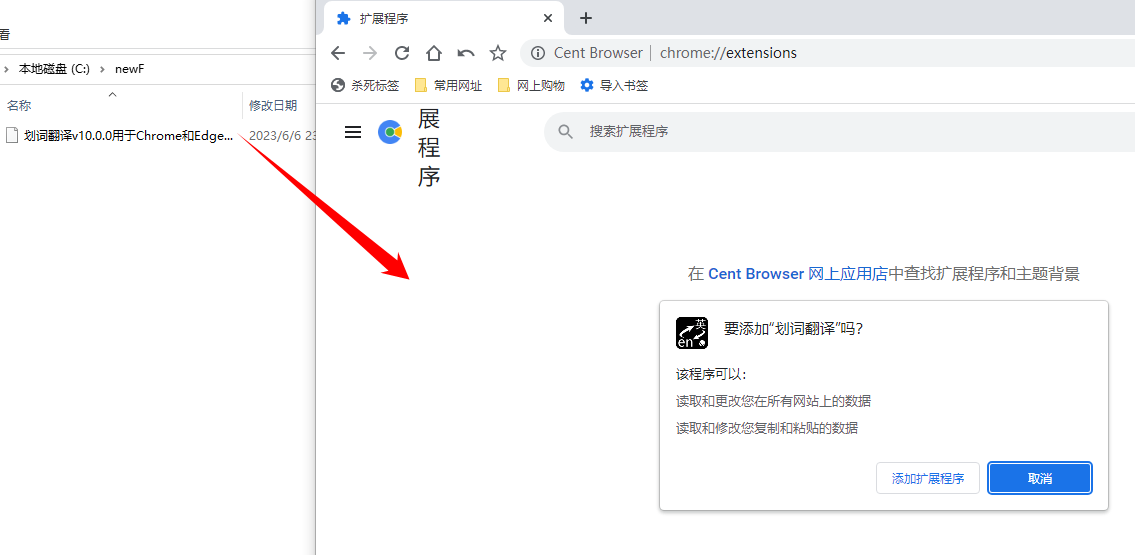 看
本地磁盘 (C:) newF
名称 修改日期
划词翻译v10.0.0用于Chrome和Edge... 2023/6/6 23
扩展程序
Cent Browser | chrome://extensions
杀死标签 常用网址 网上购物 导入书签
展
程
序
搜索扩展程序
在 Cent Browser 网上应用店中查找扩展程序和主题背景
英
en
要添加“划词翻译”吗?
该程序可以:
读取和更改您在所有网站上的数据
读取和修改您复制和粘贴的数据
添加扩展程序 取消